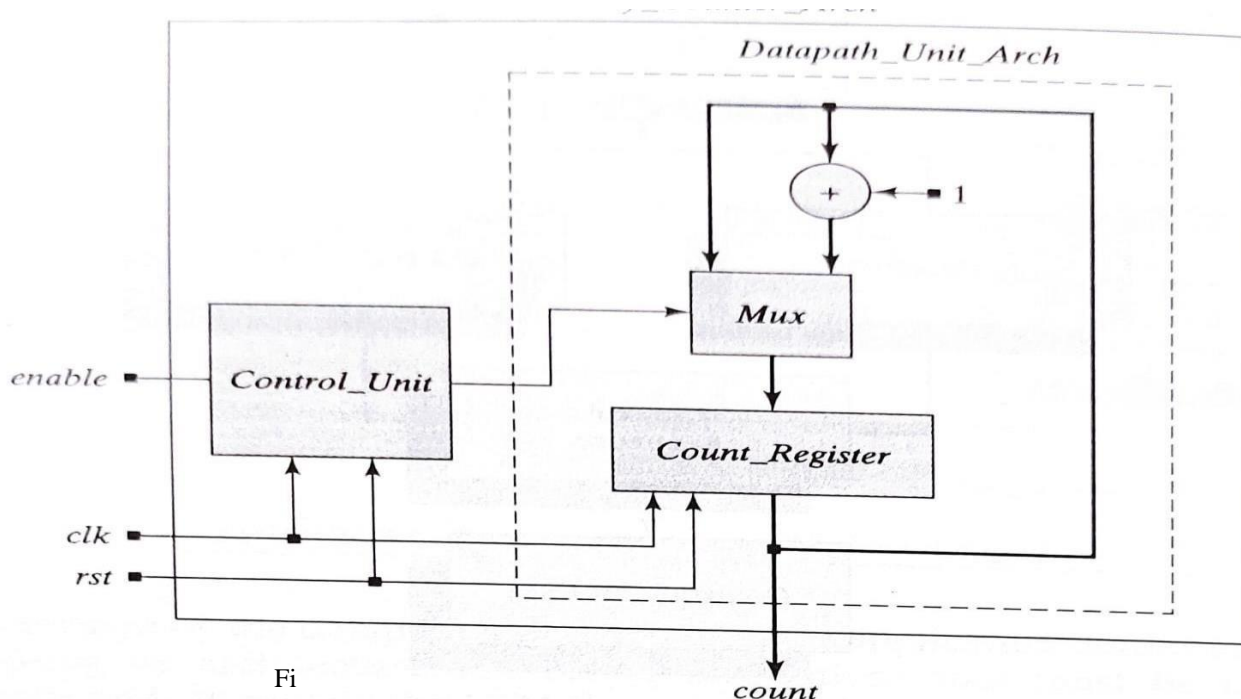 Datapath_Unit_Arch
+
1
Mux
enable
Control_Unit
Count_Register
clk
rst
Fi
count